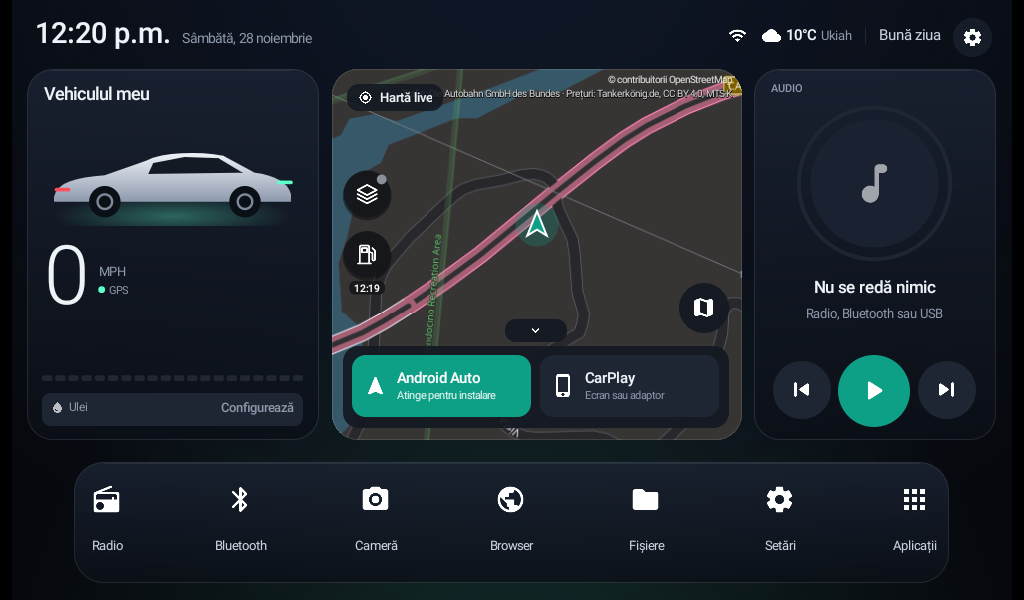 12:20 p.m.
Sâmbătă, 28 noiembrie
10°C Ukiah
Bună ziua
Vehiculul meu
0
MPH
GPS
Ulei
Configurează
Hartă live
© contribuitorii OpenStreetMap
Autobahn GmbH des Bundes · Prețuri: Tankerkönig.de, CC BY 4.0, MTS-K
12:19
Recreation Area
Android Auto
Atinge pentru instalare
CarPlay
Ecran sau adaptor
AUDIO
Nu se redă nimic
Radio, Bluetooth sau USB
Radio
Bluetooth
Cameră
Browser
Fișiere
Setări
Aplicații